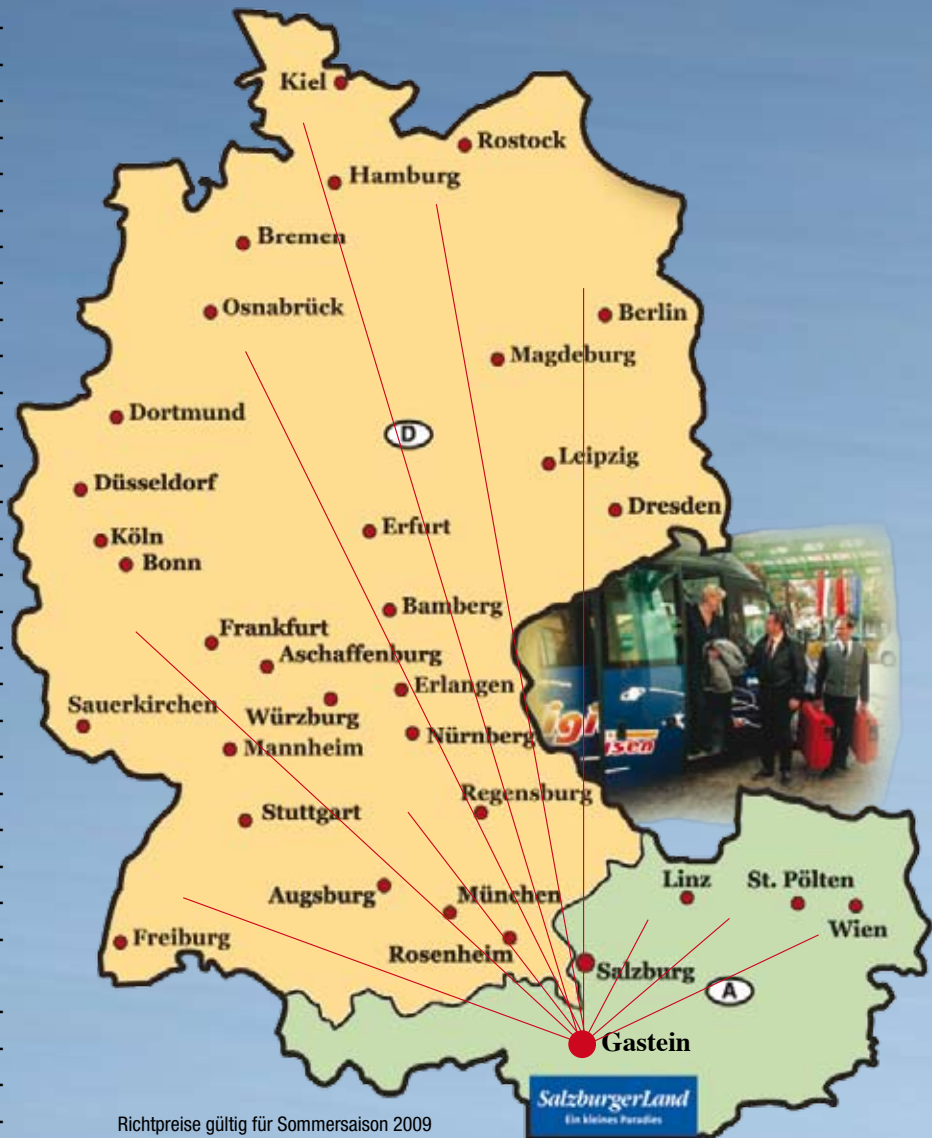 Kiel
Rostock
Hamburg
Bremen
Osnabrück
Berlin
Magdeburg
Dortmund
D
Leipzig
Düsseldorf
Dresden
Erfurt
Köln
Bonn
Bamberg
Frankfurt
Aschaffenburg
Erlangen
Sauerkirchen
Würzburg
Nürnberg
Mannheim
Regensburg
Stuttgart
Linz
St. Pölten
Augsburg
München
Wien
Freiburg
Rosenheim
Salzburg
A
Gastein
SalzburgerLand
Ein kleines Paradies
Richtpreise gültig für Sommersaison 2009